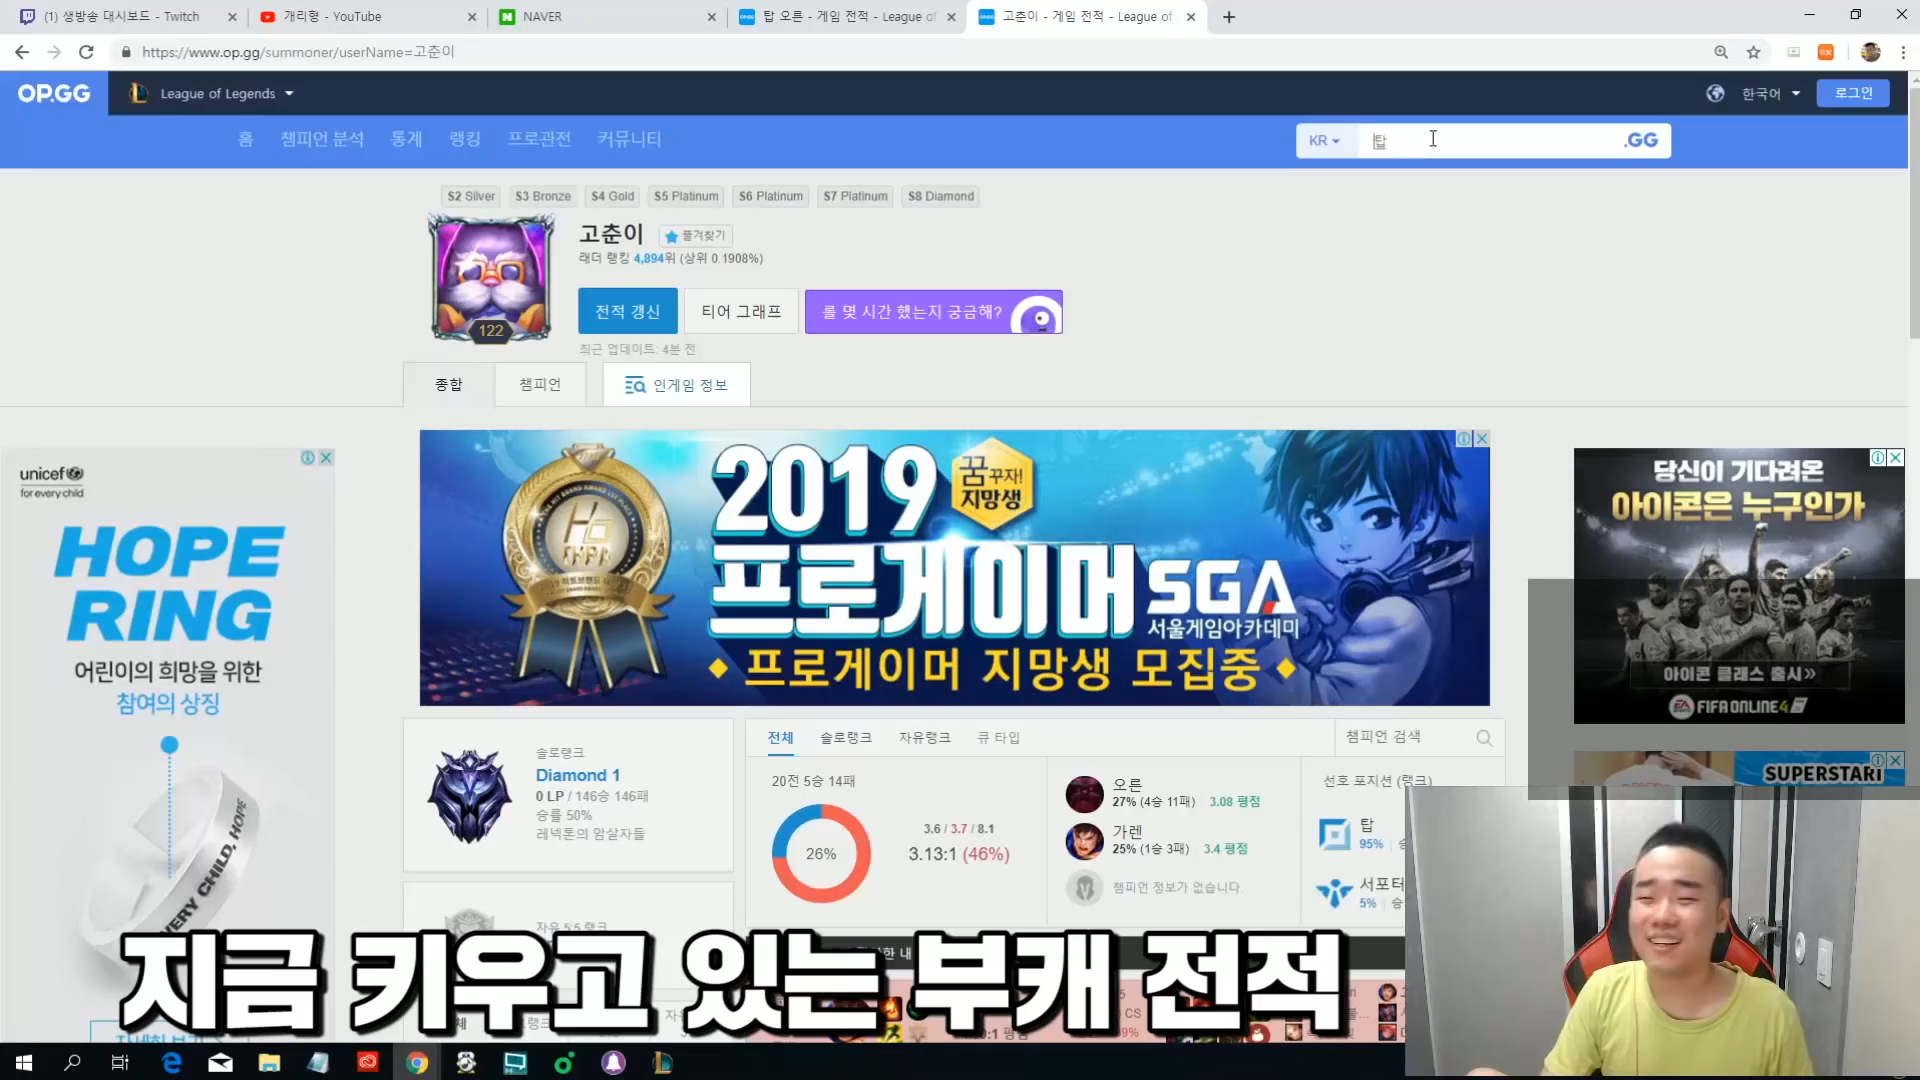 (1) 생방송 대시보드 - Twitch
개리형 - YouTube
NAVER
탑 오른 - 게임 전적 - League of
고춘이 - 게임 전적 - League of
https://www.op.gg/summoner/userName=고춘이
OP.GG
League of Legends
한국어
로그인
홈 챔피언 분석 통계 랭킹 프로관전 커뮤니티
KR
탑
.GG
S2 Silver S3 Bronze S4 Gold S5 Platinum S6 Platinum S7 Platinum S8 Diamond
고춘이
즐겨찾기
래더 랭킹 4,894위 (상위 0.1908%)
전적 갱신
티어 그래프
롤 몇 시간 했는지 궁금해?
122
최근 업데이트: 4분 전
종합
챔피언
인게임 정보
unicef
for every child
HOPE
RING
어린이의 희망을 위한
참여의 상징
EVERY CHILD, HOPE
2019
꿈꾸자!
지망생
프로게이머
SGA
서울게임아카데미
프로게이머 지망생 모집중
당신이 기다려온
아이콘은 누구인가
아이콘 클래스 출시»
FIFA ONLINE 4
SUPERSTAR
솔로랭크
Diamond 1
0 LP / 146승 146패
승률 50%
레넥톤의 암살자들
전체 솔로랭크 자유랭크 큐 타입
챔피언 검색
20전 5승 14패
26%
3.6 / 3.7 / 8.1
3.13:1 (46%)
오른
27% (4승 11패) 3.08 평점
가렌
25% (1승 3패) 3.4 평점
챔피언 정보가 없습니다.
선호 포지션 (랭크)
탑
95%
서포터
5%
자유 5:5 랭크
지금 키우고 있는 부캐 전적